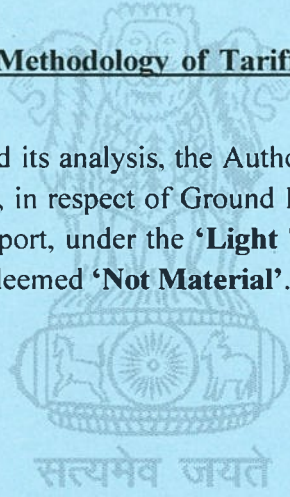 Methodology of Tarif
d its analysis, the Autho
, in respect of Ground
port, under the ‘Light
leemed ‘Not Material’.
सत्यमेव जयते